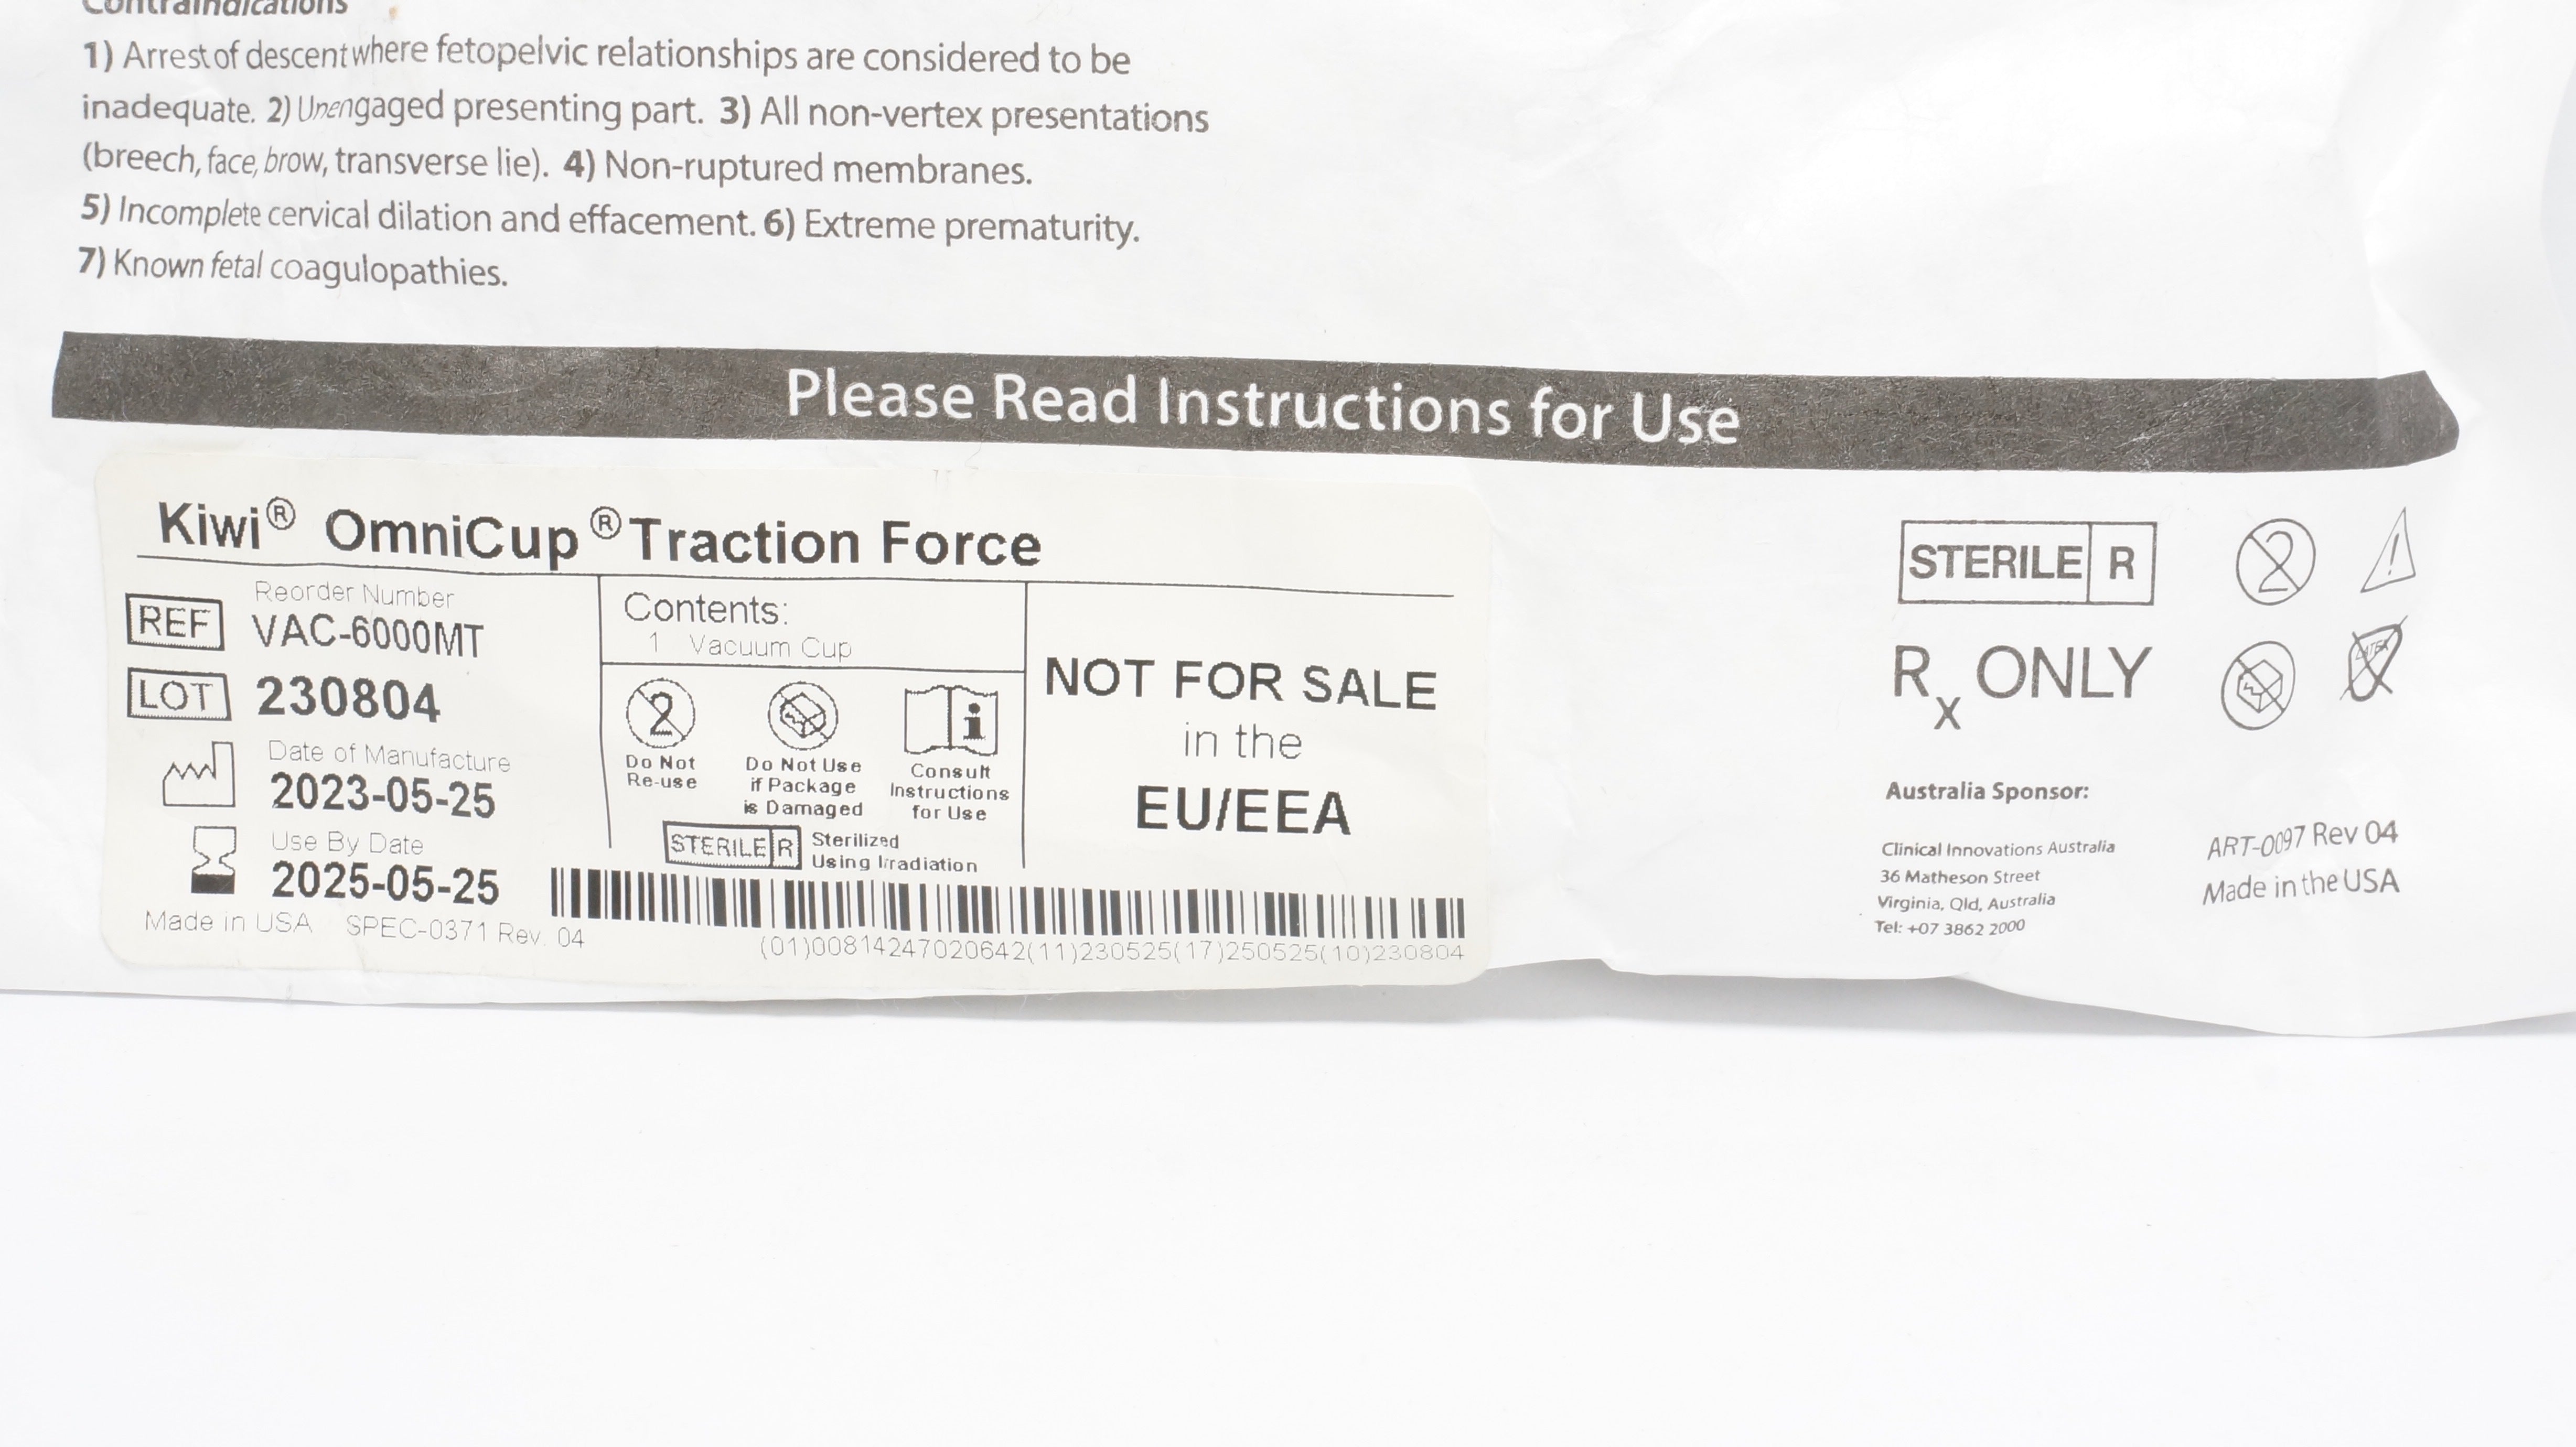 Contraindications
1) Arrest of descent where fetopelvic relationships are considered to be
inadequate. 2) Unengaged presenting part. 3) All non-vertex presentations
(breech, face, brow, transverse lie). 4) Non-ruptured membranes.
5) Incomplete cervical dilation and effacement. 6) Extreme prematurity.
7) Known fetal coagulopathies.
Please Read Instructions for Use
Kiwi® OmniCup® Traction Force
Reorder Number
REF VAC-6000MT
LOT 230804
Date of Manufacture
2023-05-25
Use By Date
2025-05-25
Made in USA SPEC-0371 Rev. 04
Contents:
1 Vacuum Cup
2
Do Not
Re-use
Do Not Use
if Package
is Damaged
i
Consult
Instructions
for Use
STERILE R
Sterilized
Using Irradiation
NOT FOR SALE
in the
EU/EEA
(01)00814247020642(11)230525(17)250525(10)230804
STERILE R
2
!
Rx ONLY
LATEX
Australia Sponsor:
Clinical Innovations Australia
36 Matheson Street
Virginia, Qld, Australia
Tel: +07 3862 2000
ART-0097 Rev 04
Made in the USA